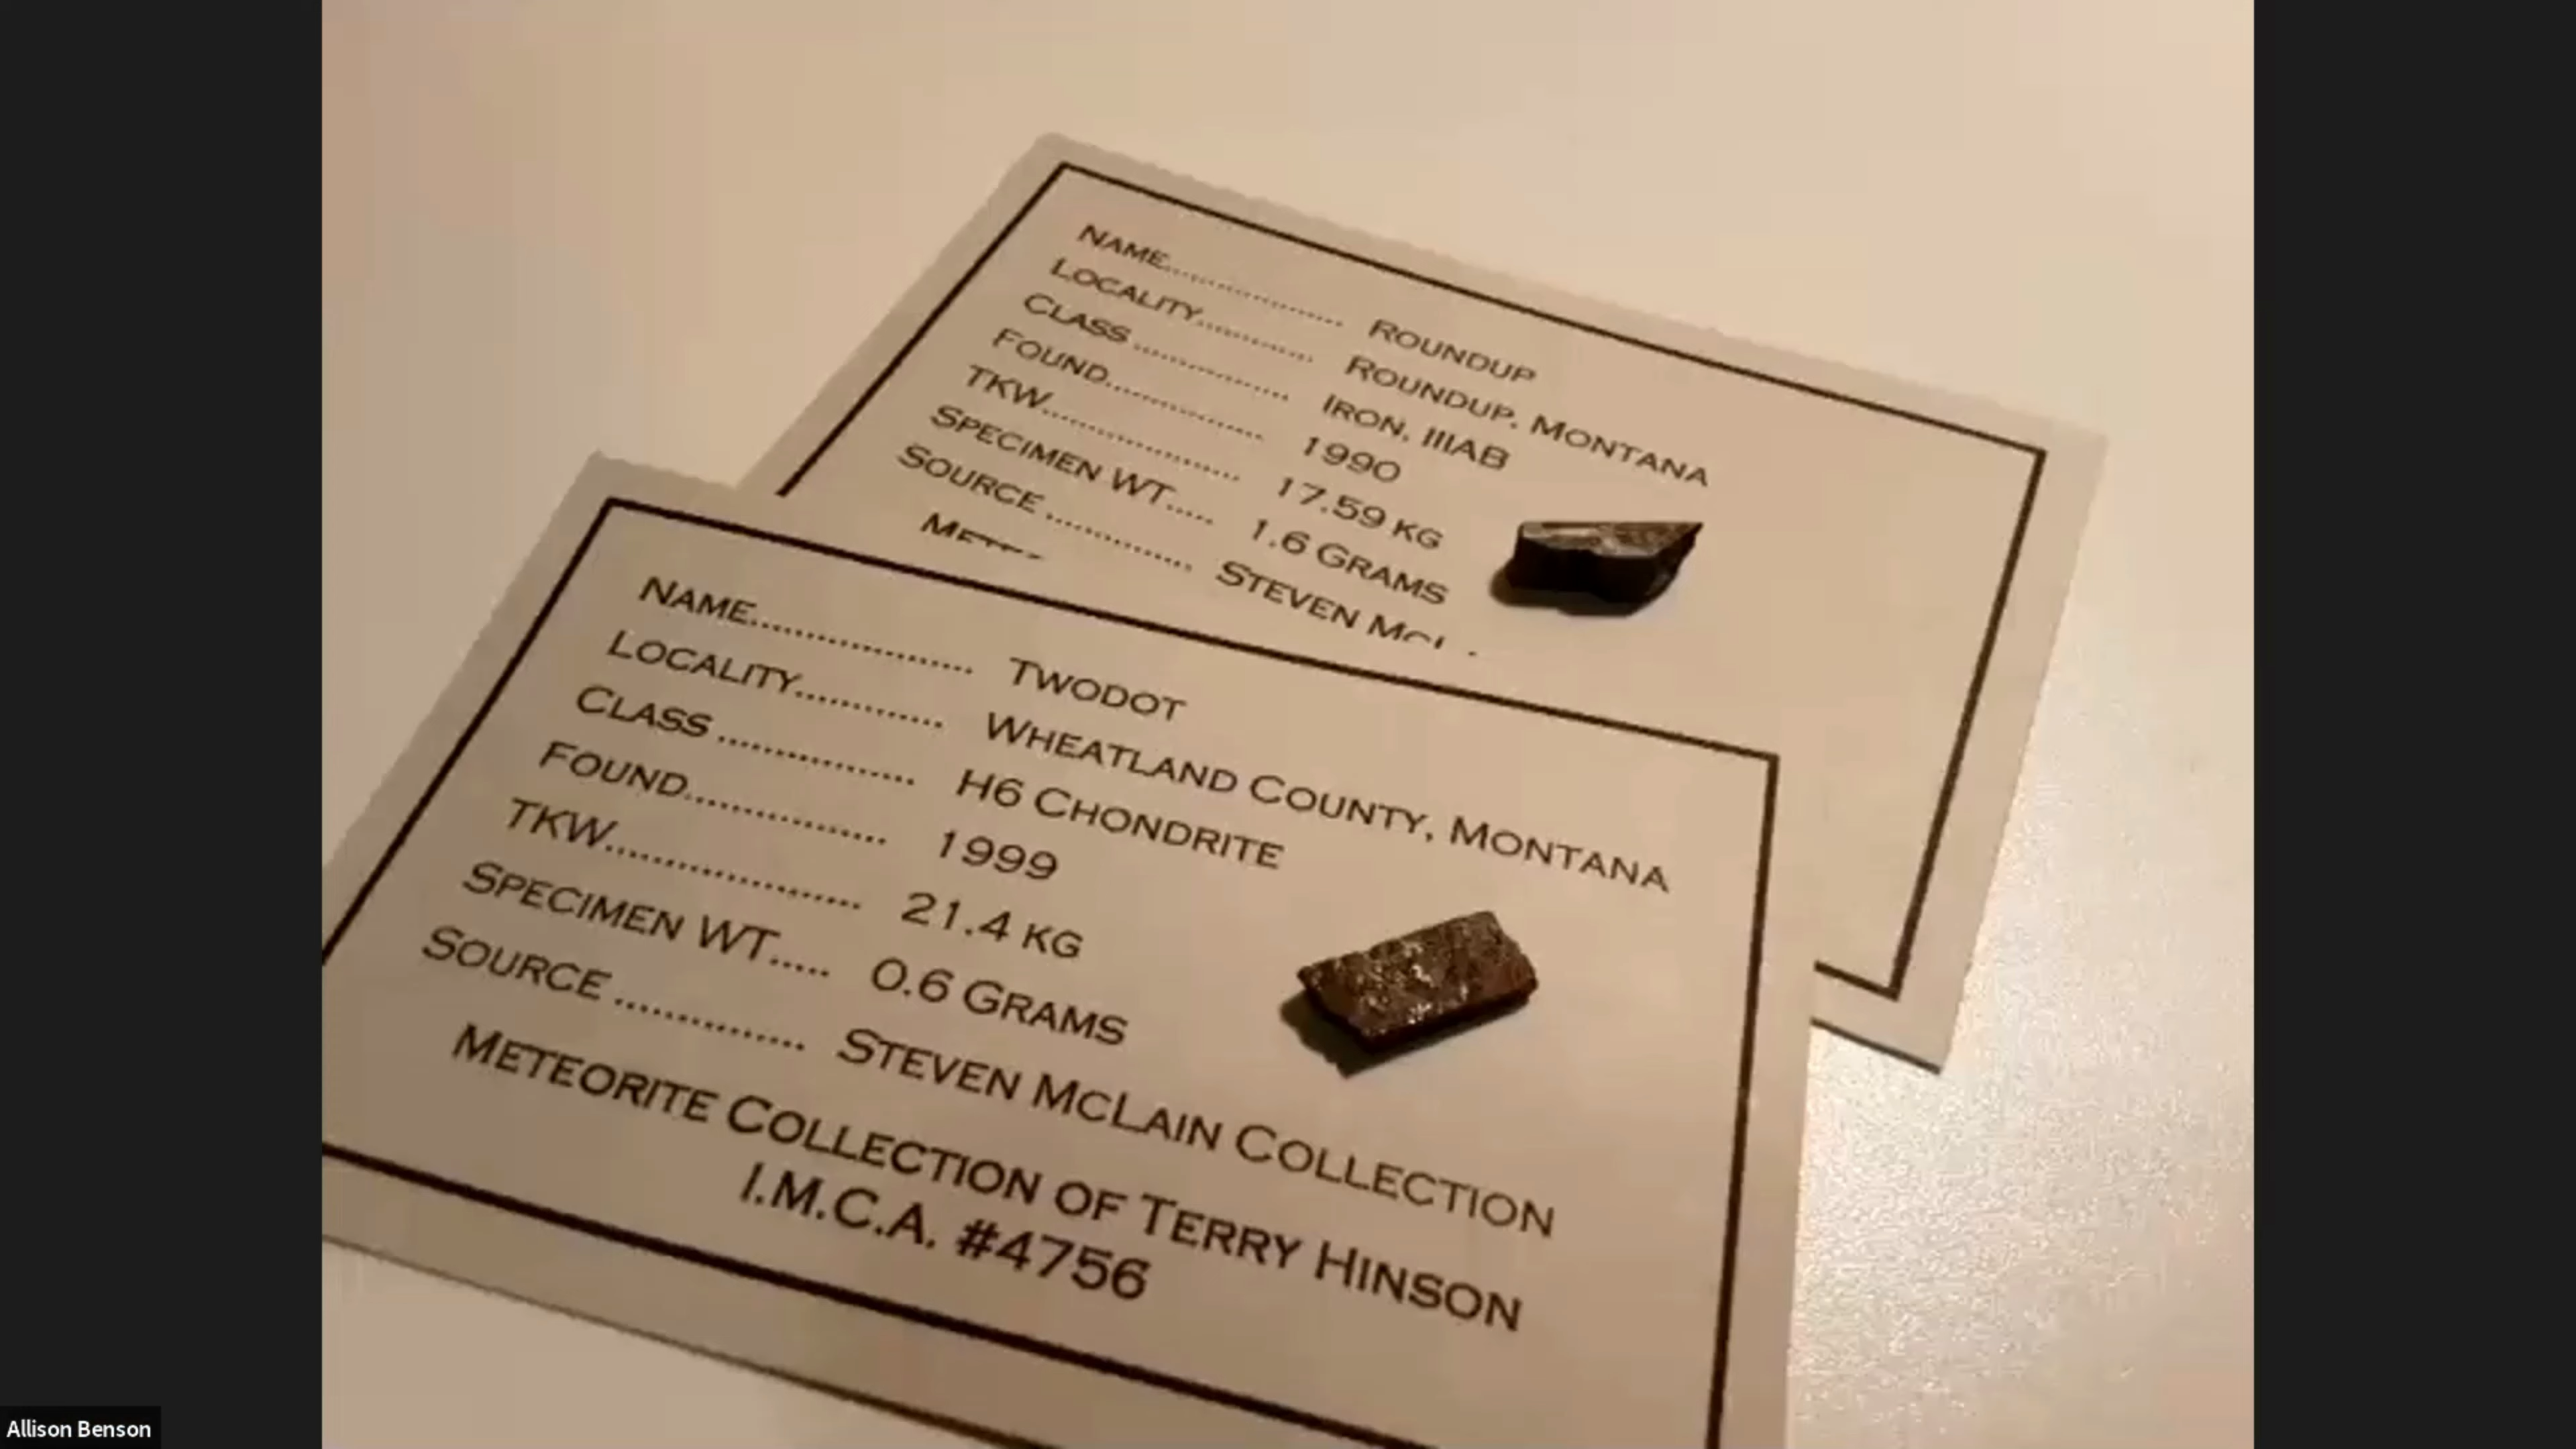 NAME.................... ROUNDUP
LOCALITY............. ROUNDUP, MONTANA
CLASS .................. IRON, IIIAB
FOUND.................. 1990
TKW...................... 17.59 KG
SPECIMEN WT..... 1.6 GRAMS
SOURCE ................ STEVEN
NAME.................... TWODOT
LOCALITY............. WHEATLAND COUNTY, MONTANA
CLASS .................. H6 CHONDRITE
FOUND.................. 1999
TKW...................... 21.4 KG
SPECIMEN WT..... 0.6 GRAMS
SOURCE ................ STEVEN MCLAIN COLLECTION
METEORITE COLLECTION OF TERRY HINSON
I.M.C.A. #4756
Allison Benson